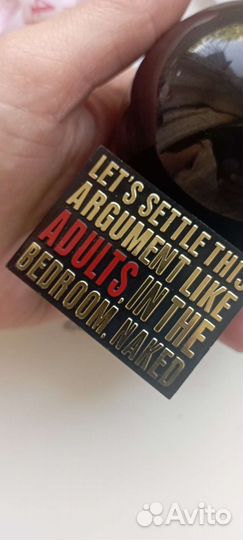 LET'S SETTLE THIS
ARGUMENT LIKE
ADULTS, IN THE
BEDROOM, NAKED
Avito